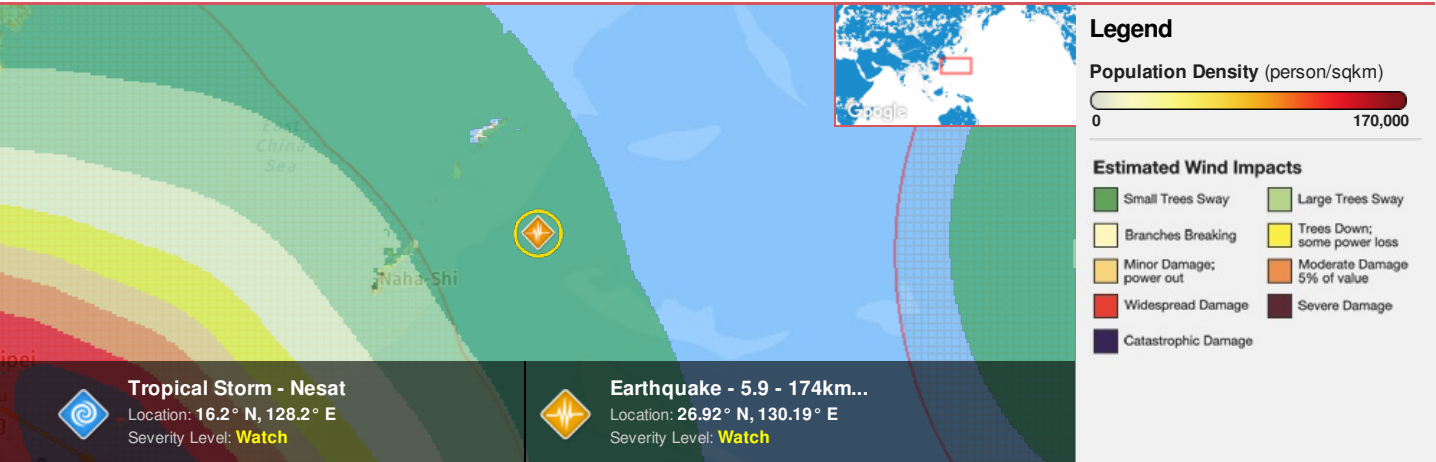 East
China
Sea
Naha-Shi
ipei
Google
Tropical Storm - Nesat
Location: 16.2° N, 128.2° E
Severity Level: Watch
Earthquake - 5.9 - 174km...
Location: 26.92° N, 130.19° E
Severity Level: Watch
Legend
Population Density (person/sqkm)
0 170,000
Estimated Wind Impacts
Small Trees Sway
Large Trees Sway
Branches Breaking
Trees Down;
some power loss
Minor Damage;
power out
Moderate Damage
5% of value
Widespread Damage
Severe Damage
Catastrophic Damage